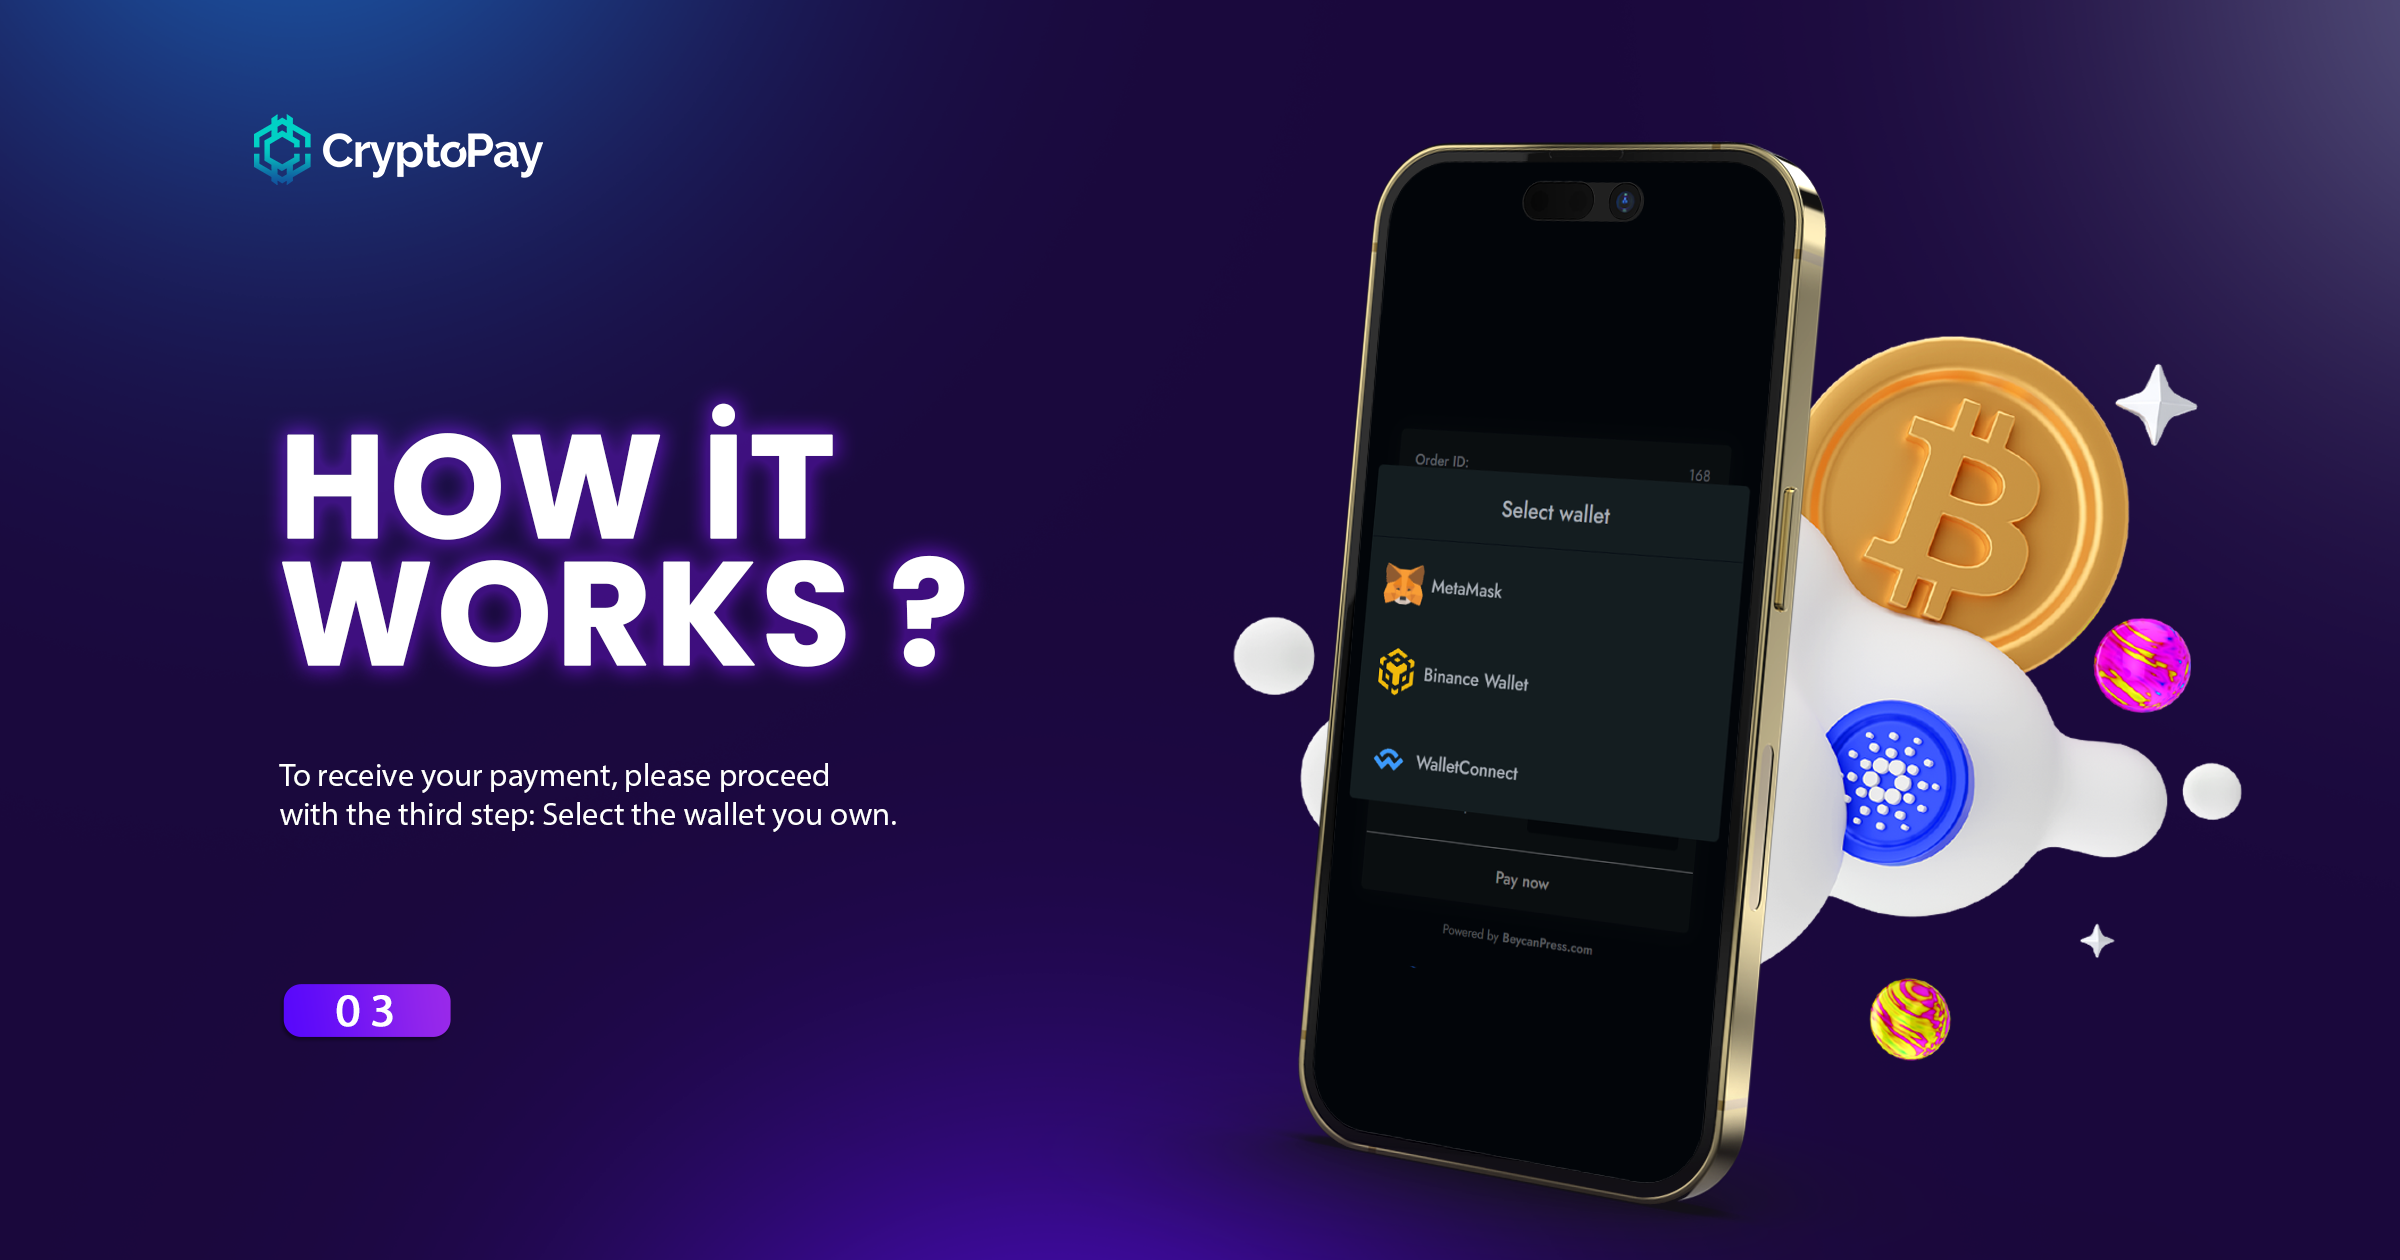 CryptoPay
HOW İT
WORKS ?
To receive your payment, please proceed
with the third step: Select the wallet you own.
03
Order ID:
168
Select wallet
MetaMask
Binance Wallet
WalletConnect
Pay now
Powered by BeycanPress.com